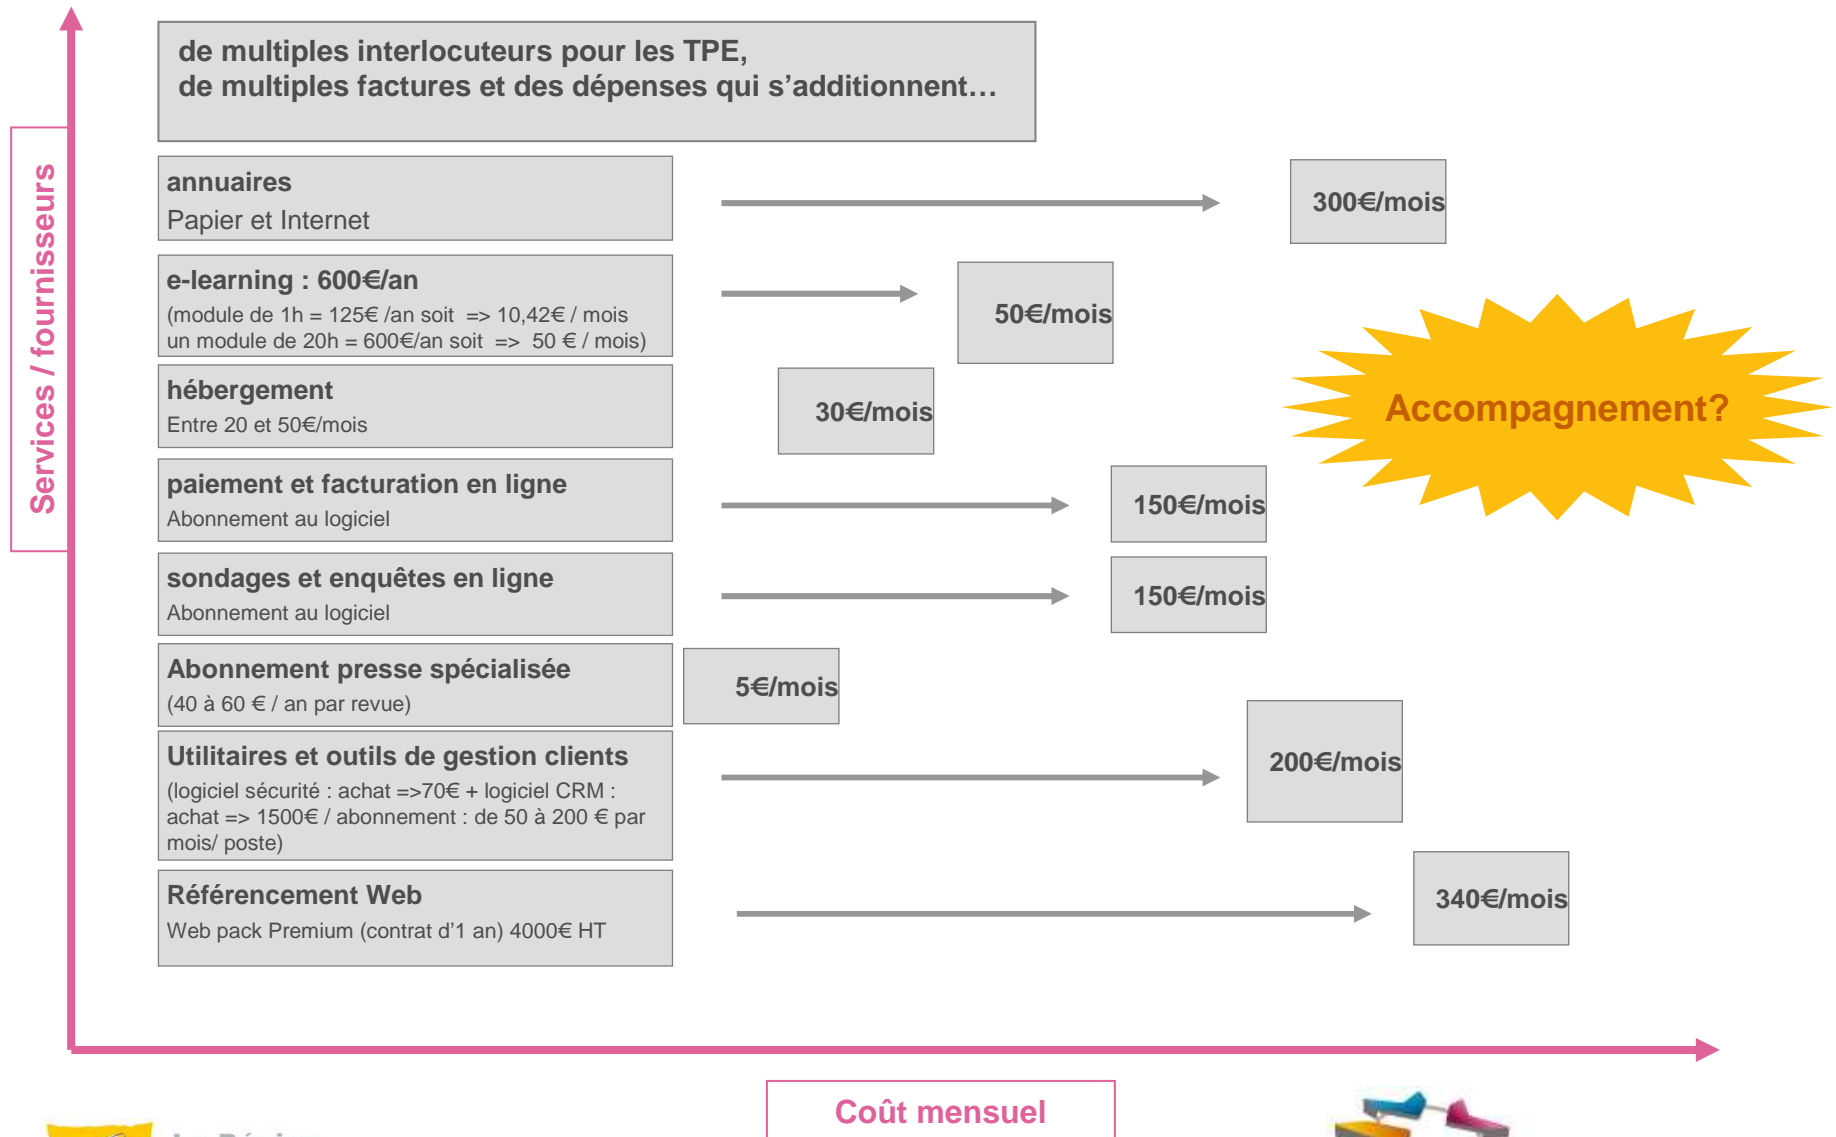 de multiples interlocuteurs pour les TPE,
de multiples factures et des dépenses qui s’additionnent…
Services / fournisseurs
annuaires
Papier et Internet
300€/mois
e-learning : 600€/an
(module de 1h = 125€ /an soit => 10,42€ / mois
un module de 20h = 600€/an soit => 50 € / mois)
50€/mois
hébergement
Entre 20 et 50€/mois
30€/mois
Accompagnement?
paiement et facturation en ligne
Abonnement au logiciel
150€/mois
sondages et enquêtes en ligne
Abonnement au logiciel
150€/mois
Abonnement presse spécialisée
(40 à 60 € / an par revue)
5€/mois
Utilitaires et outils de gestion clients
(logiciel sécurité : achat =>70€ + logiciel CRM :
achat => 1500€ / abonnement : de 50 à 200 € par
mois/ poste)
200€/mois
Référencement Web
Web pack Premium (contrat d’1 an) 4000€ HT
340€/mois
Coût mensuel